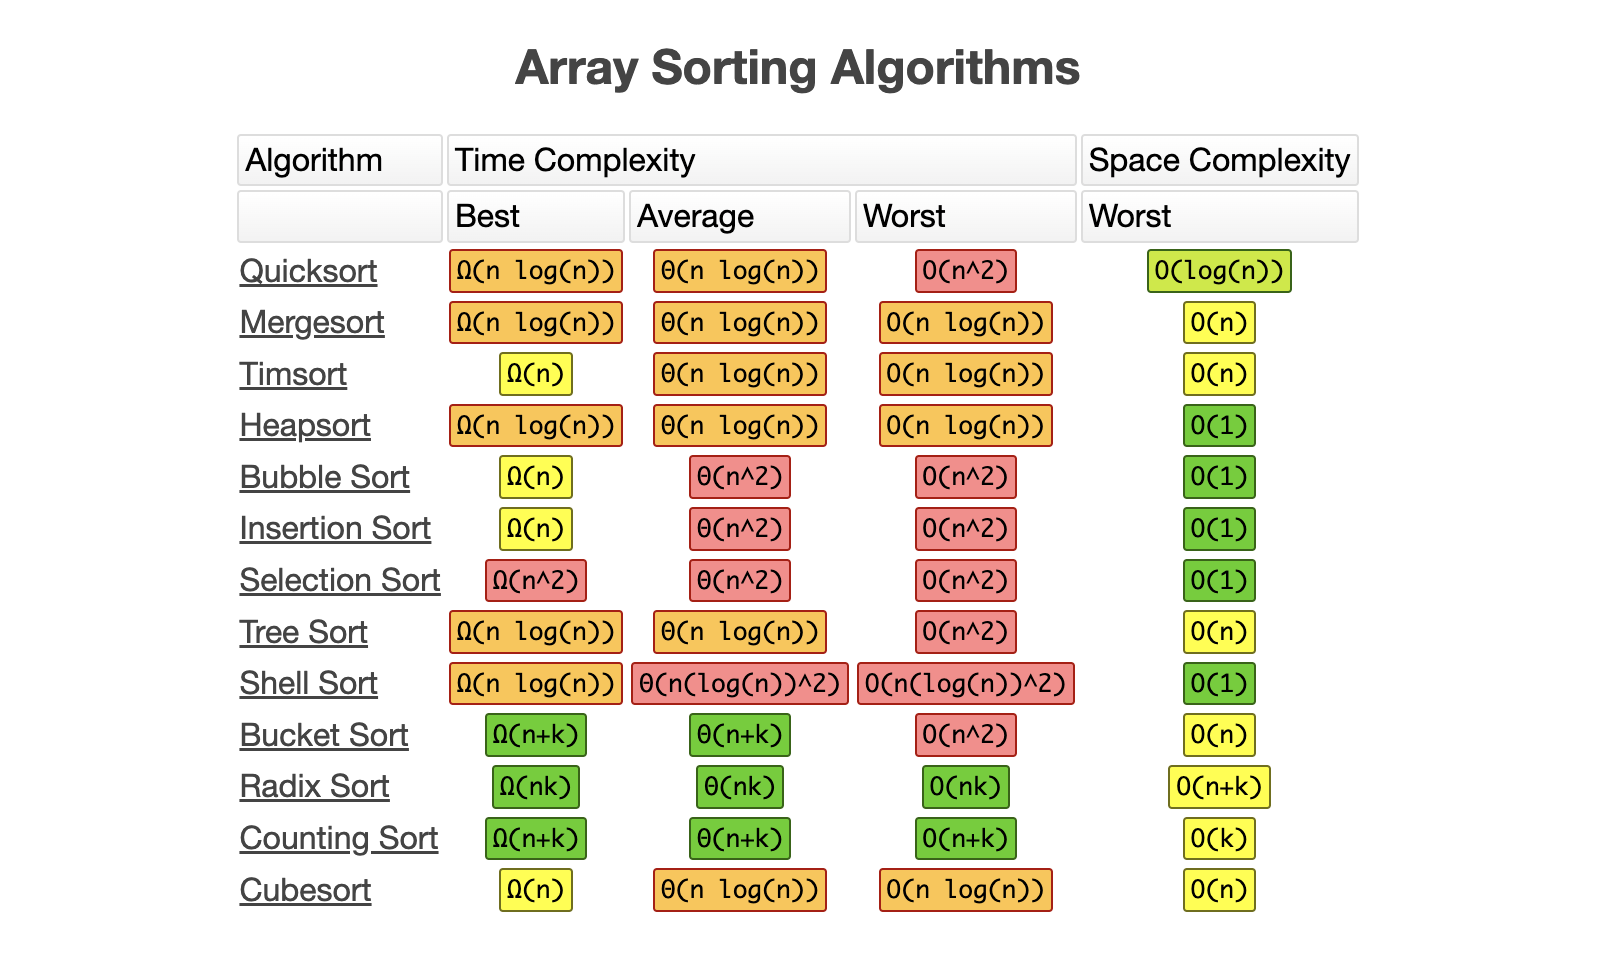 Array Sorting Algorithms
Algorithm Time Complexity Space Complexity
Best Average Worst Worst
Quicksort Ω(n log(n)) Θ(n log(n)) O(n^2) O(log(n))
Mergesort Ω(n log(n)) Θ(n log(n)) O(n log(n)) O(n)
Timsort Ω(n) Θ(n log(n)) O(n log(n)) O(n)
Heapsort Ω(n log(n)) Θ(n log(n)) O(n log(n)) O(1)
Bubble Sort Ω(n) Θ(n^2) O(n^2) O(1)
Insertion Sort Ω(n) Θ(n^2) O(n^2) O(1)
Selection Sort Ω(n^2) Θ(n^2) O(n^2) O(1)
Tree Sort Ω(n log(n)) Θ(n log(n)) O(n^2) O(n)
Shell Sort Ω(n log(n)) Θ(n(log(n))^2) O(n(log(n))^2) O(1)
Bucket Sort Ω(n+k) Θ(n+k) O(n^2) O(n)
Radix Sort Ω(nk) Θ(nk) O(nk) O(n+k)
Counting Sort Ω(n+k) Θ(n+k) O(n+k) O(k)
Cubesort Ω(n) Θ(n log(n)) O(n log(n)) O(n)